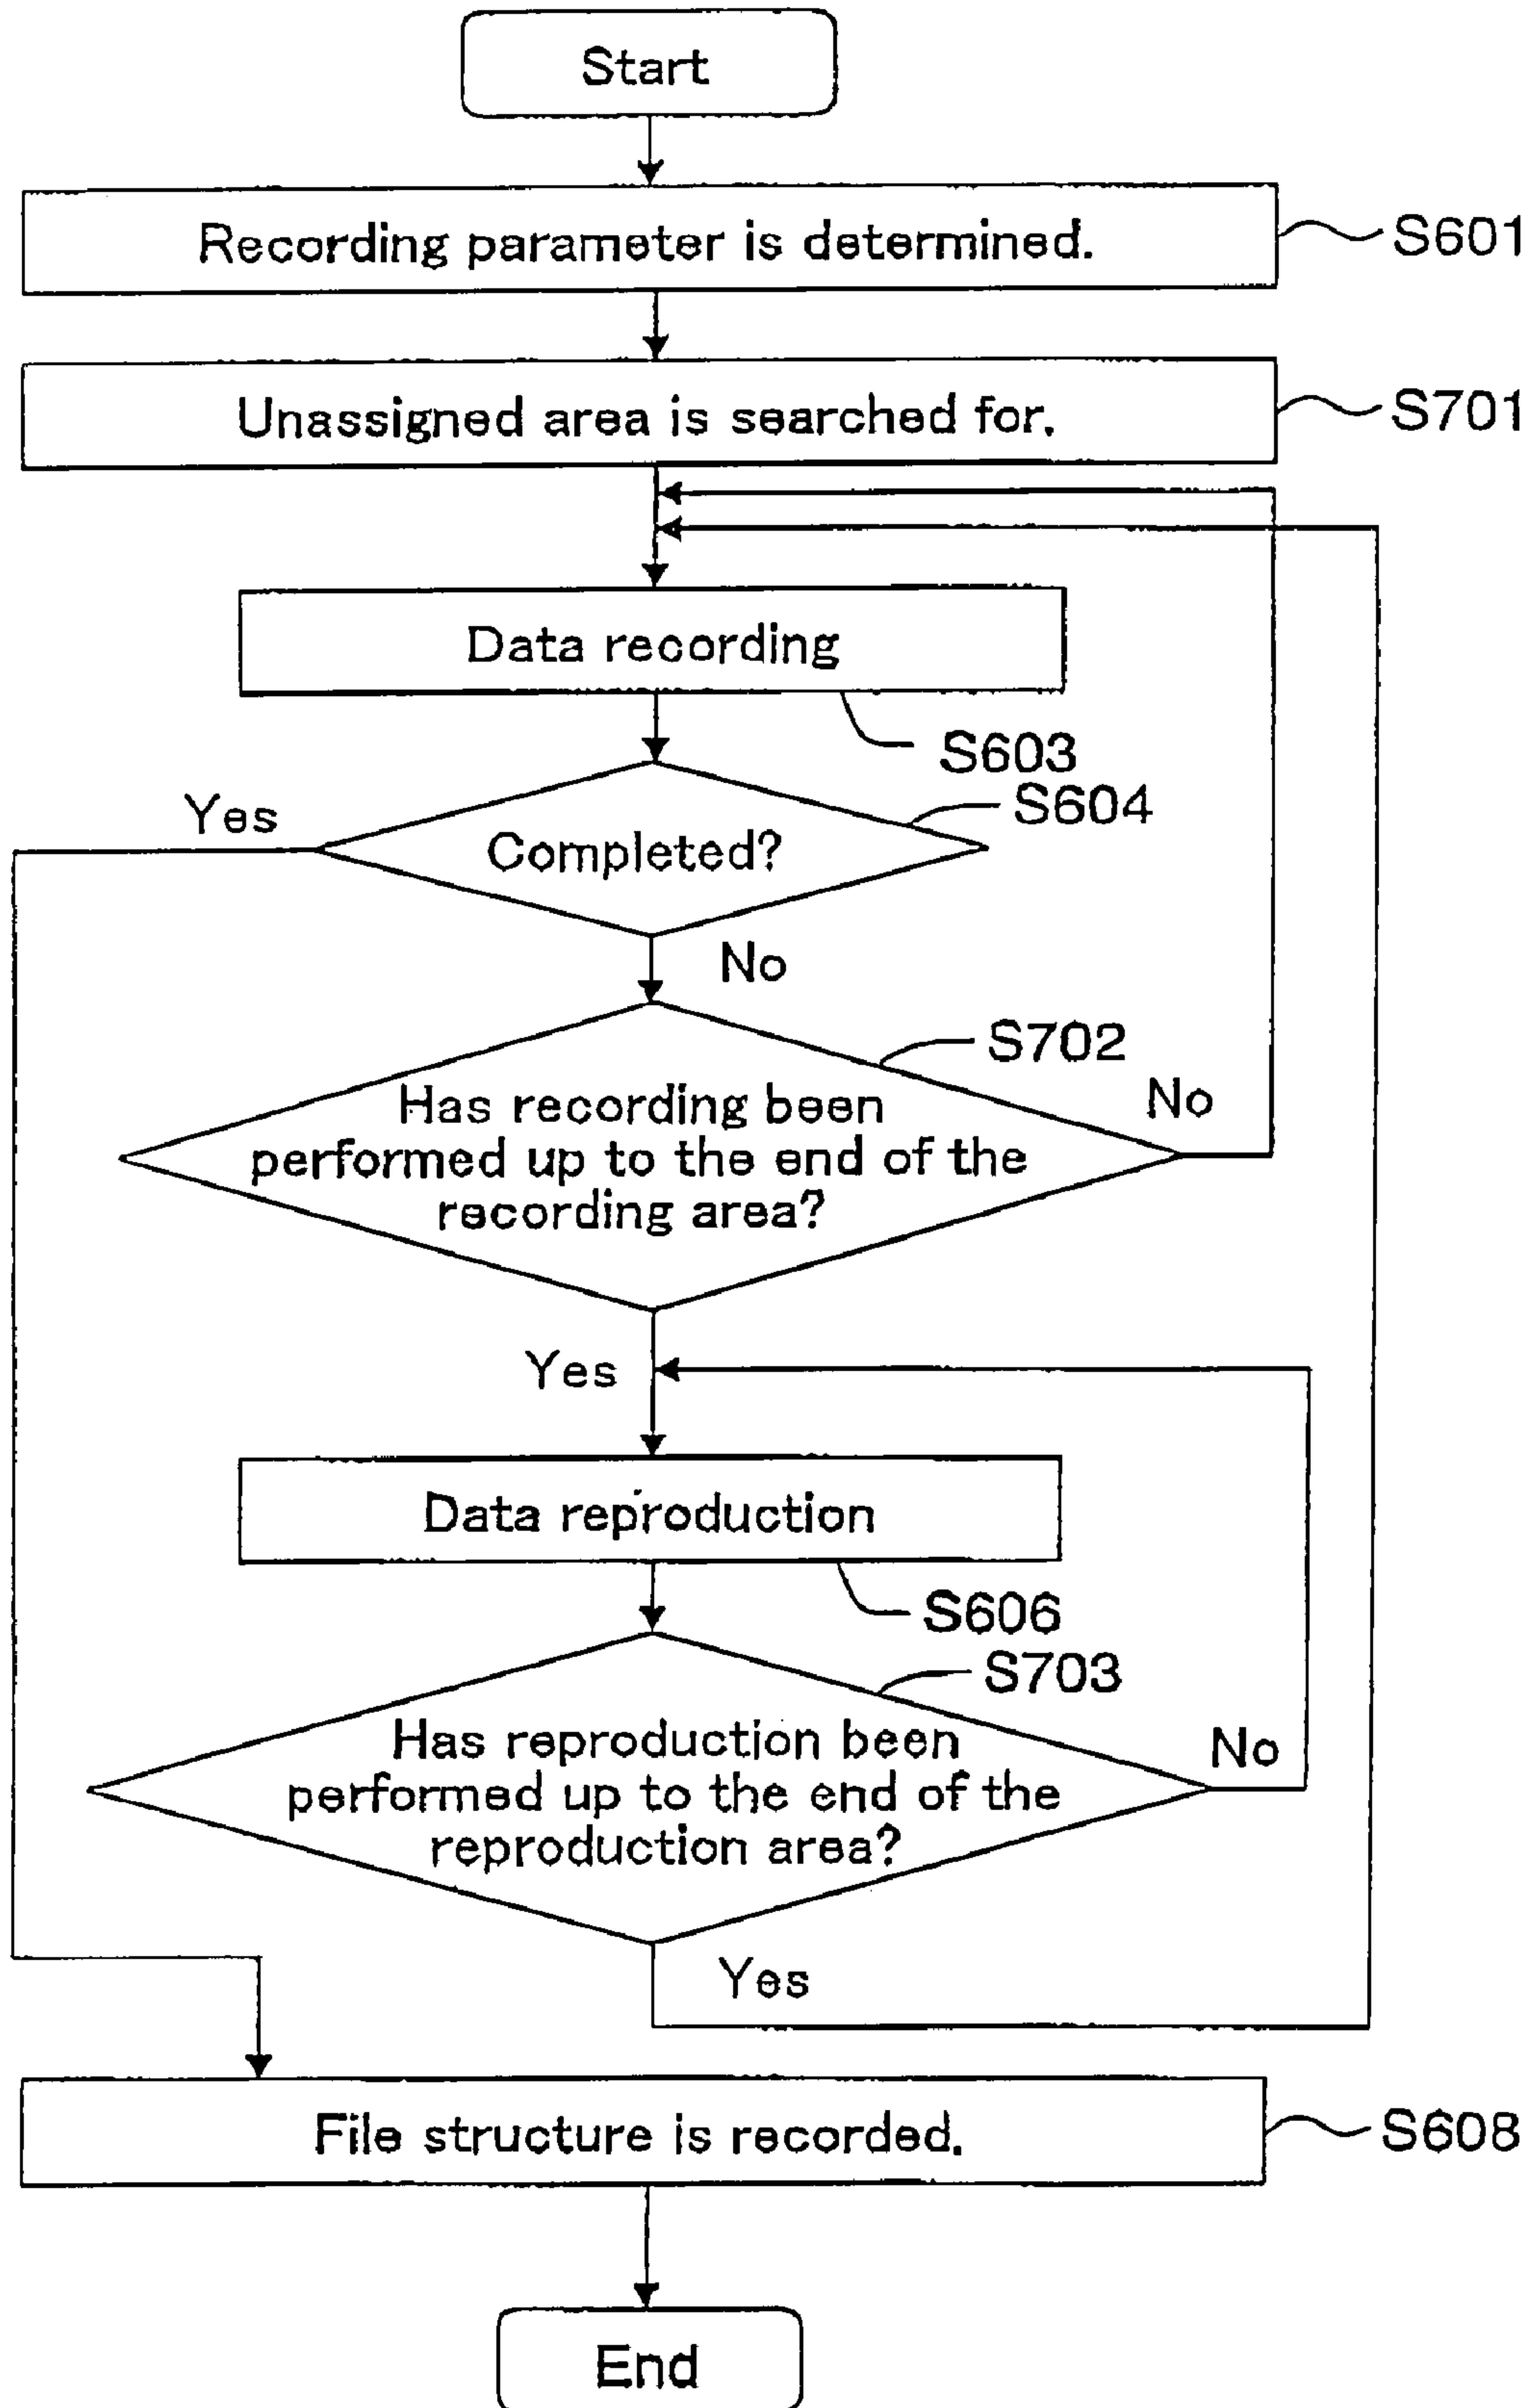 Start
Recording parameter is determined.
S601
Unassigned area is searched for.
S701
Data recording
S603
S604
Yes
Completed?
No
S702
No
Has recording been
performed up to the end of the
recording area?
Yes
Data reproduction
S606
S703
No
Has reproduction been
performed up to the end of the
reproduction area?
Yes
File structure is recorded.
S608
End